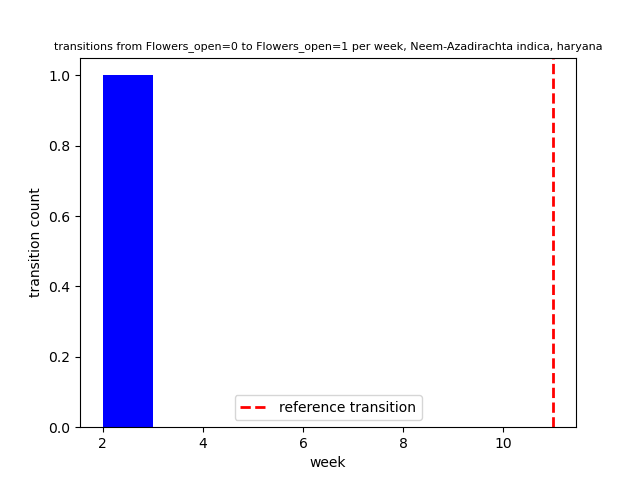 transitions from Flowers_open=0 to Flowers_open=1 per week, Neem-Azadirachta indica, haryana
1.0
0.8
0.6
0.4
0.2
0.0
transition count
reference transition
2 4 6 8 10
week